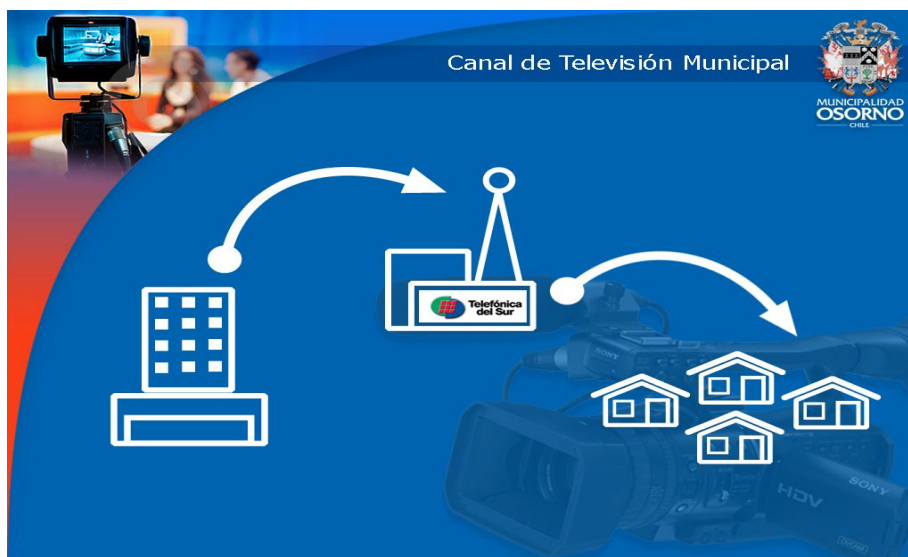 Canal de Televisión Municipal
MUNICIPALIDAD
OSORNO
CHILE
Telefónica
del Sur
SONY
HDV
SONY